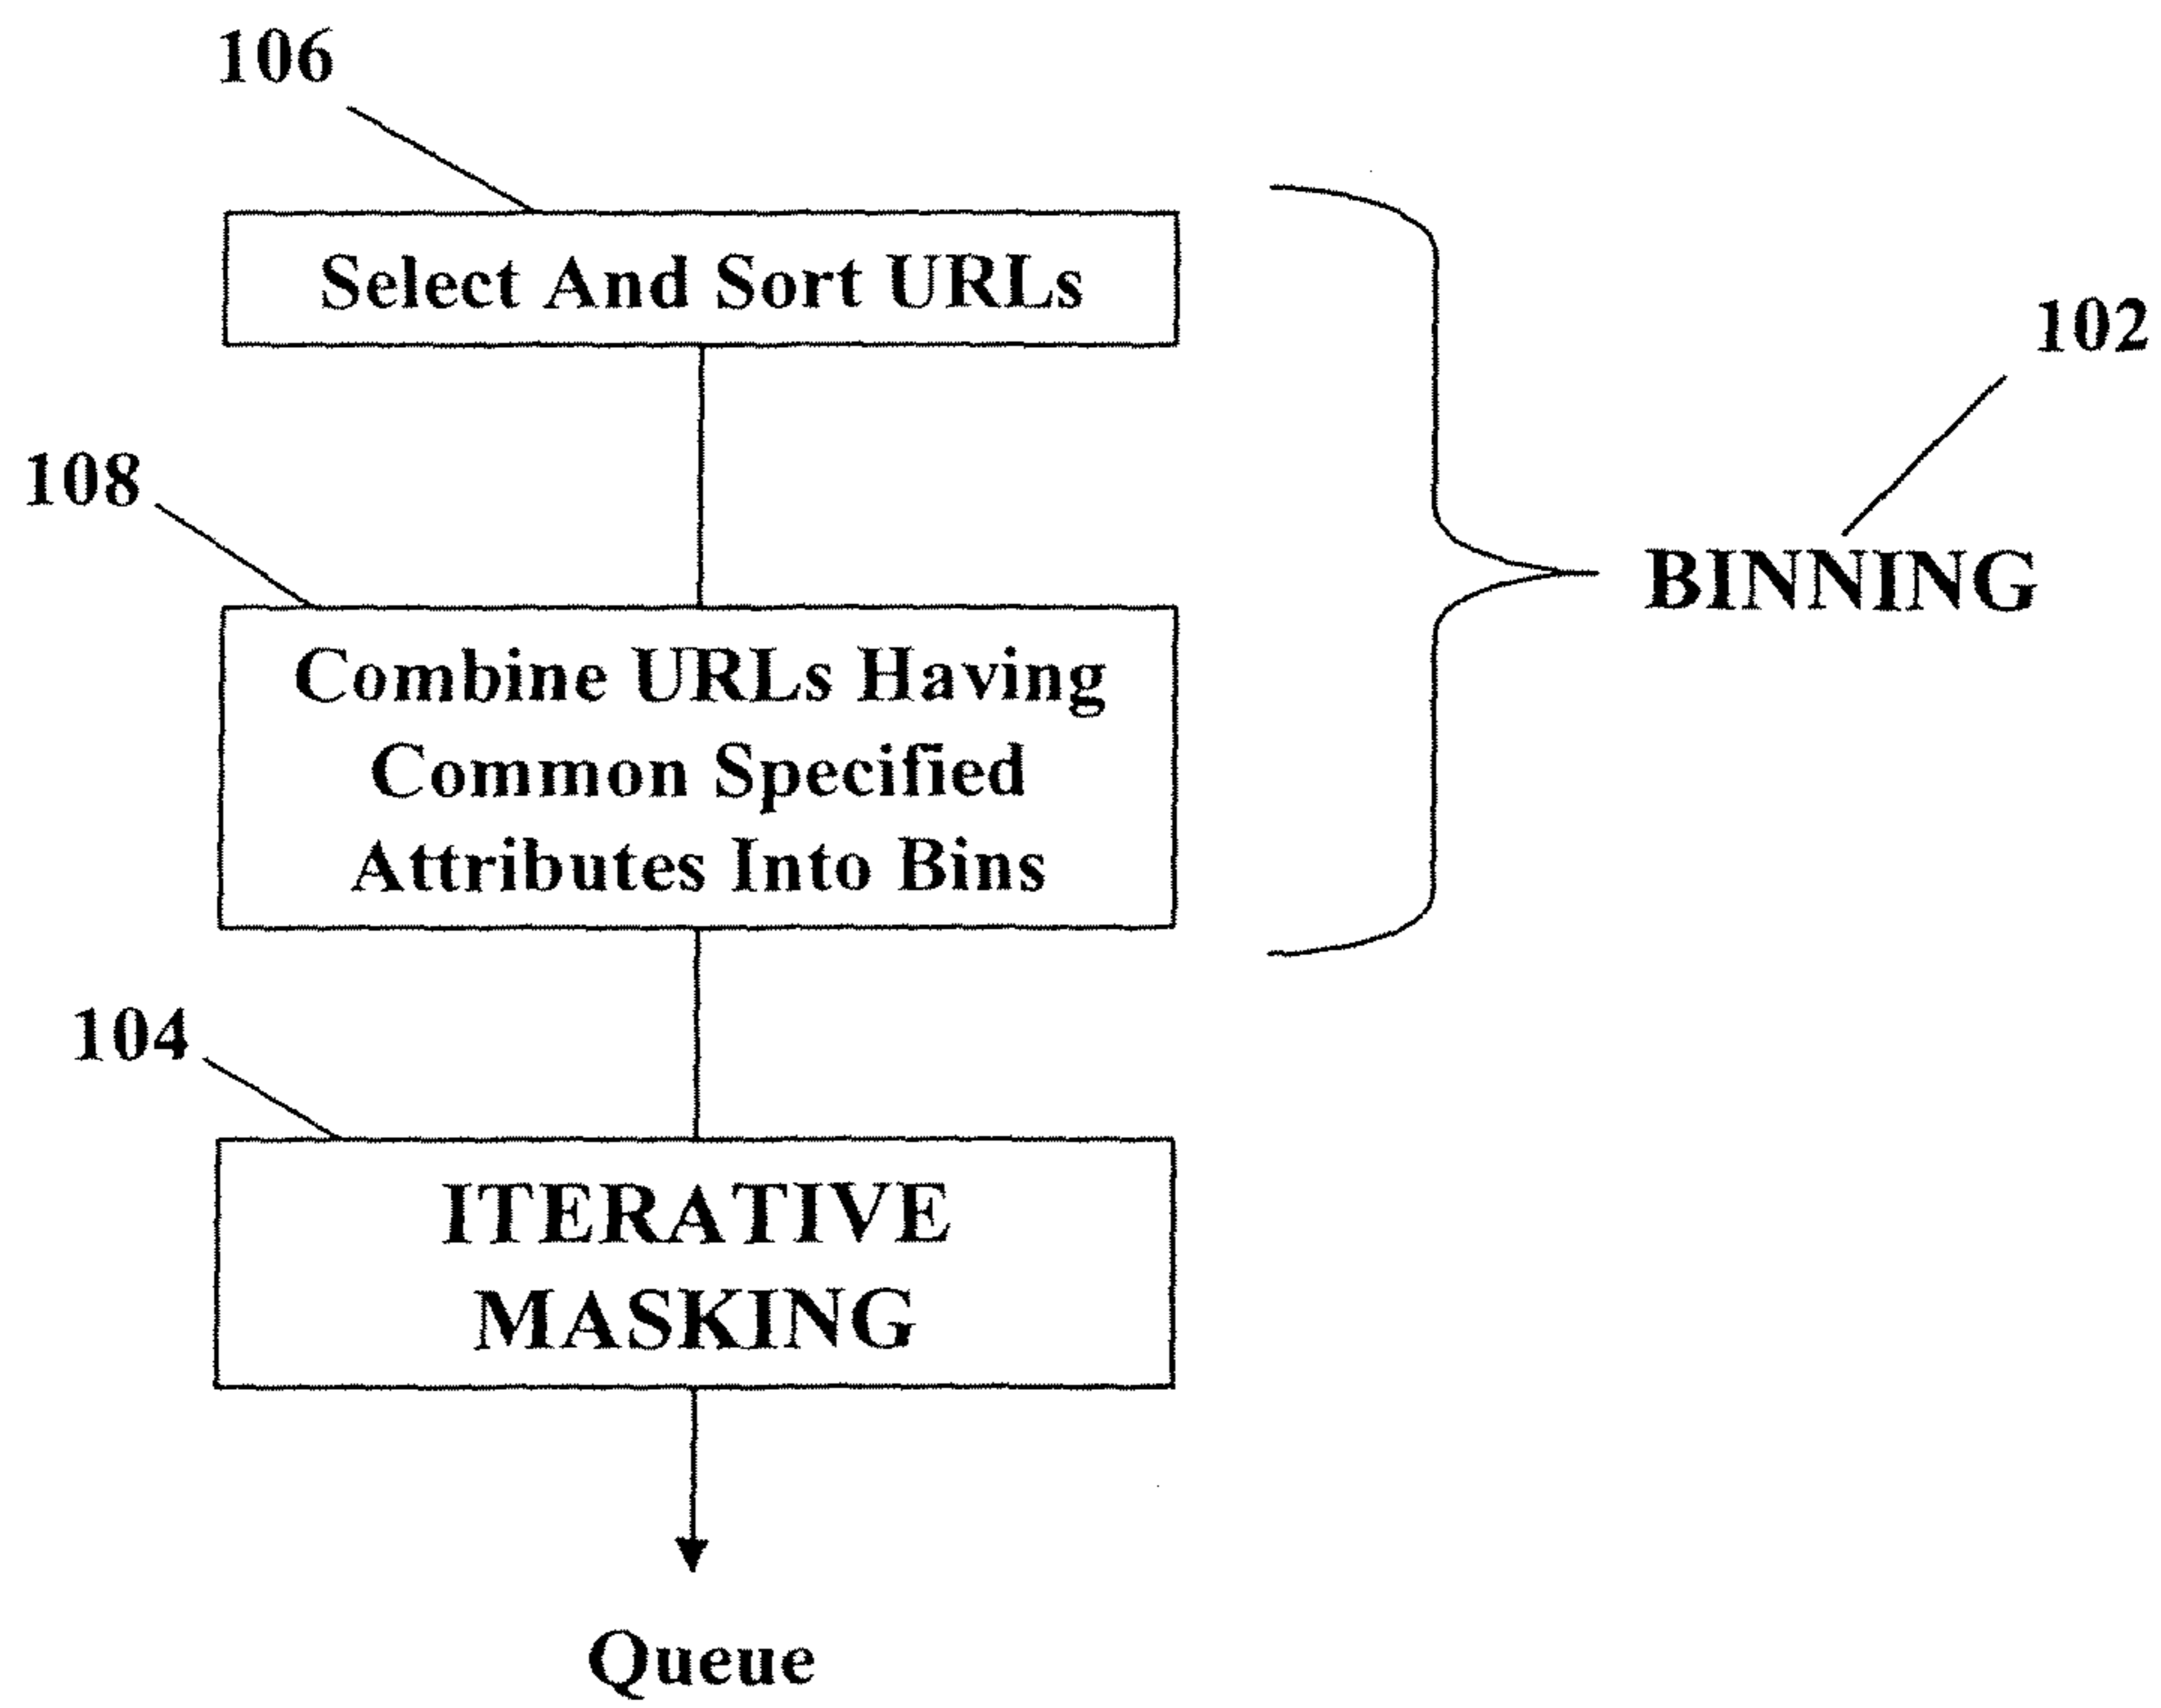 106
Select And Sort URLs
102
108
BINNING
Combine URLs Having
Common Specified
Attributes Into Bins
104
ITERATIVE
MASKING
Queue